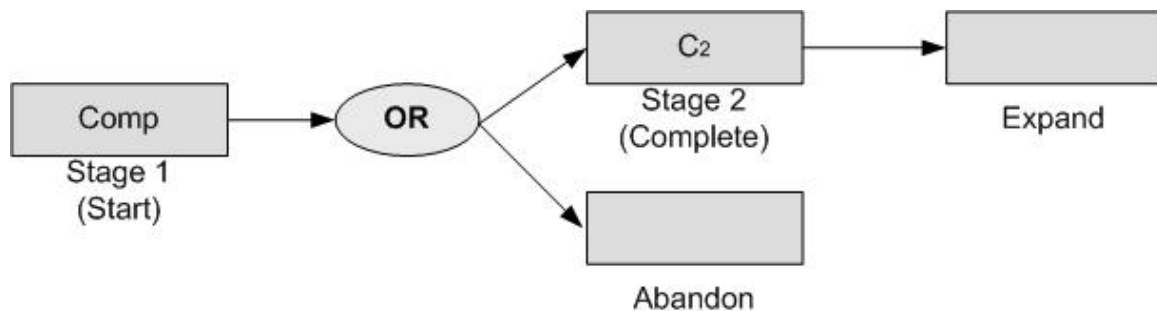 Comp
Stage 1
(Start)
OR
C₂
Stage 2
(Complete)
Expand
Abandon